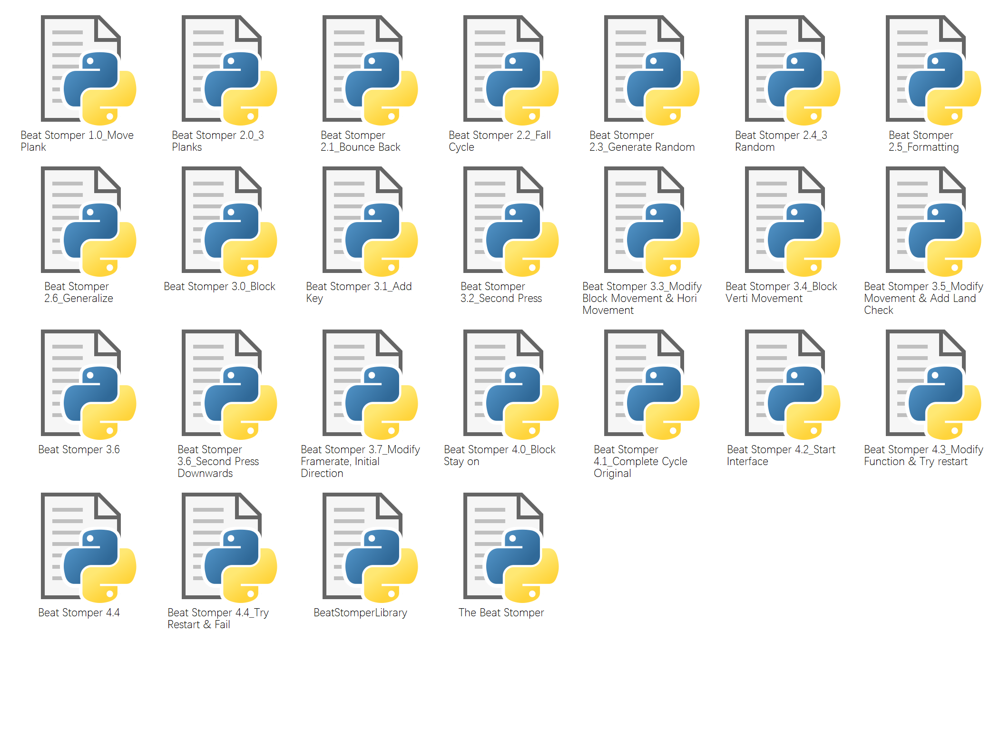 Beat Stomper 1.0_Move
Plank
Beat Stomper 2.0_3
Planks
Beat Stomper
2.1_Bounce Back
Beat Stomper 2.2_Fall
Cycle
Beat Stomper
2.3_Generate Random
Beat Stomper 2.4_3
Random
Beat Stomper
2.5_Formatting
Beat Stomper
2.6_Generalize
Beat Stomper 3.0_Block
Beat Stomper 3.1_Add
Key
Beat Stomper
3.2_Second Press
Beat Stomper 3.3_Modify
Block Movement & Hori
Movement
Beat Stomper 3.4_Block
Verti Movement
Beat Stomper 3.5_Modify
Movement & Add Land
Check
Beat Stomper 3.6
Beat Stomper
3.6_Second Press
Downwards
Beat Stomper 3.7_Modify
Framerate, Initial
Direction
Beat Stomper 4.0_Block
Stay on
Beat Stomper
4.1_Complete Cycle
Original
Beat Stomper 4.2_Start
Interface
Beat Stomper 4.3_Modify
Function & Try restart
Beat Stomper 4.4
Beat Stomper 4.4_Try
Restart & Fail
BeatStomperLibrary
The Beat Stomper